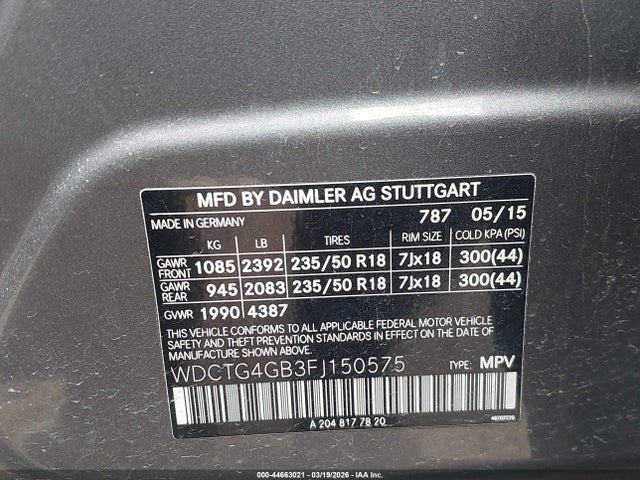 MFD BY DAIMLER AG STUTTGART
MADE IN GERMANY 787 05/15
KG LB TIRES RIM SIZE COLD KPA (PSI)
GAWR FRONT 1085 2392 235/50 R18 7Jx18 300(44)
GAWR REAR 945 2083 235/50 R18 7Jx18 300(44)
GVWR 1990 4387
THIS VEHICLE CONFORMS TO ALL APPLICABLE FEDERAL MOTOR VEHICLE
SAFETY AND THEFT PREVENTION STANDARDS IN EFFECT ON THE DATE
OF MANUFACTURE SHOWN ABOVE.
WDCTG4GB3FJ150575 TYPE: MPV
A 204 817 78 20
000-44663021 | 03/19/2026 | IAA Inc.